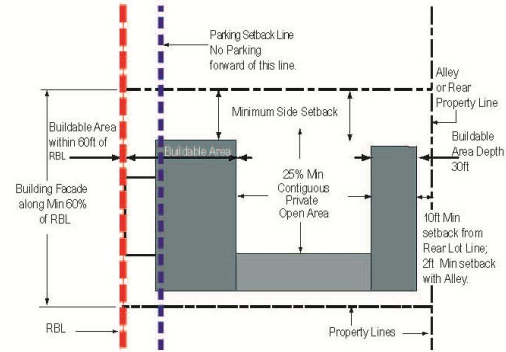 Parking Setback Line
No Parking
forward of this line.
Alley
or Rear
Property Line
Minimum Side Setback
Buildable Area
within 60ft of
RBL
Buildable Area
Buildable
Area Depth
30ft
25% Min
Contiguous
Private
Open Area
Building Facade
along Min 60%
of RBL
10ft Min
setback from
Rear Lot Line;
2ft Min setback
with Alley.
RBL
Property Lines